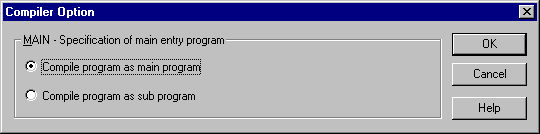 Compiler Option
MAIN - Specification of main entry program
Compile program as main program
Compile program as sub program
OK
Cancel
Help